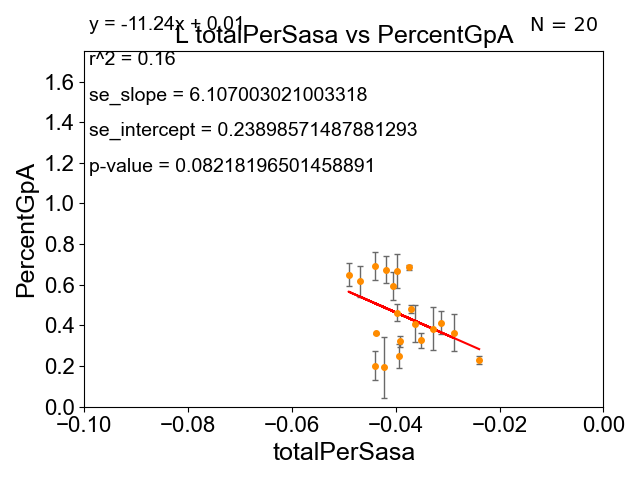 y = -11.24x + 0.01
N = 20
L totalPerSasa vs PercentGpA
r^2 = 0.16
se_slope = 6.107003021003318
se_intercept = 0.23898571487881293
p-value = 0.08218196501458891
PercentGpA
1.6
1.4
1.2
1.0
0.8
0.6
0.4
0.2
0.0
−0.10
−0.08
−0.06
−0.04
−0.02
0.00
totalPerSasa